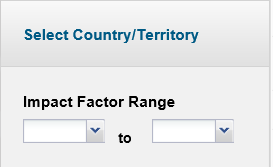 Select Country/Territory
Impact Factor Range
to